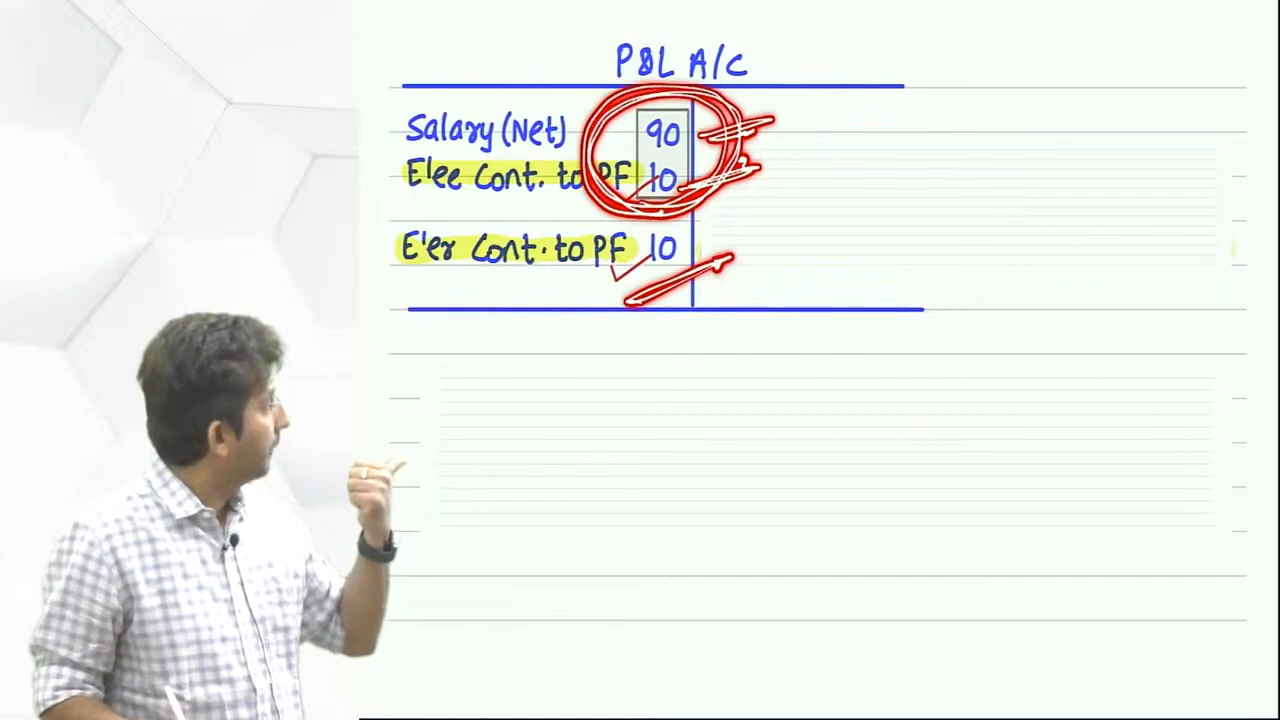 P&L A/C
Salary (Net) 90
E'lee Cont. to PF 10
E'er Cont. to PF 10